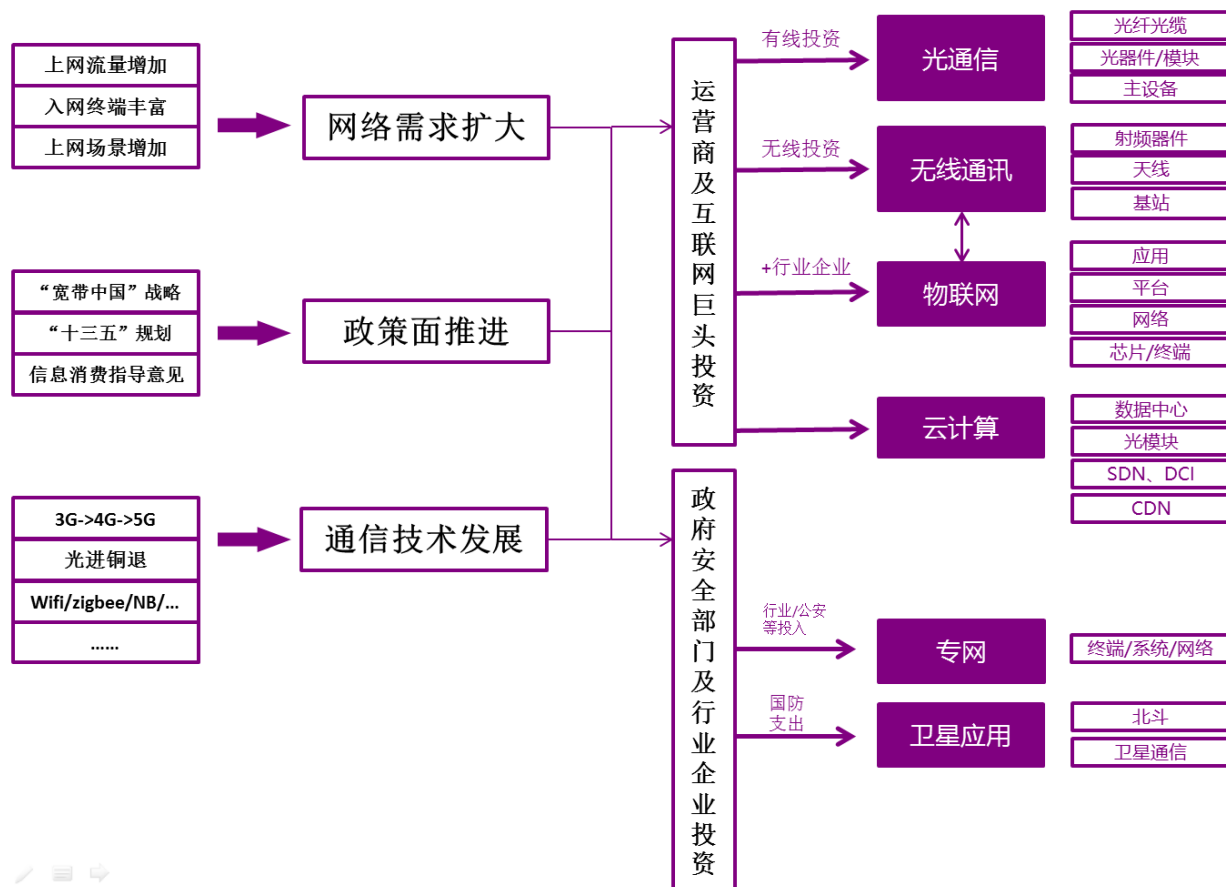 上网流量增加
入网终端丰富
上网场景增加
网络需求扩大
“宽带中国”战略
“十三五”规划
信息消费指导意见
政策面推进
3G->4G->5G
光进铜退
Wifi/zigbee/NB/...
......
通信技术发展
运营商及互联网巨头投资
政府安全部门及行业企业投资
有线投资
光通信
光纤光缆
光器件/模块
主设备
无线投资
无线通讯
射频器件
天线
基站
+行业企业
物联网
应用
平台
网络
芯片/终端
云计算
数据中心
光模块
SDN、DCI
CDN
行业/公安
等投入
专网
终端/系统/网络
国防
支出
卫星应用
北斗
卫星通信